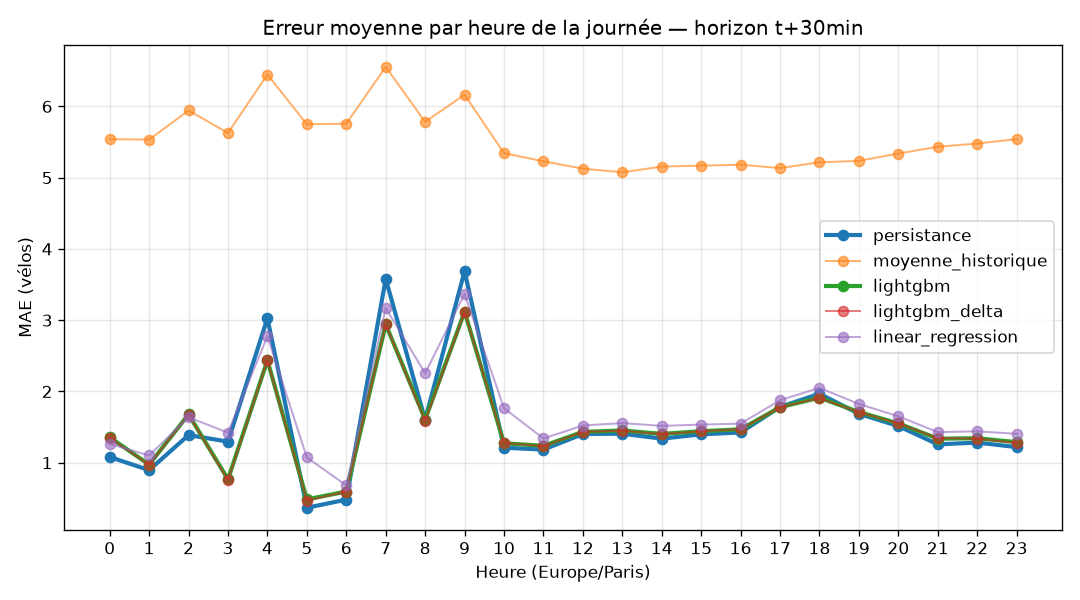 Erreur moyenne par heure de la journée — horizon t+30min
MAE (vélos)
6
5
4
3
2
1
persistance
moyenne_historique
lightgbm
lightgbm_delta
linear_regression
0 1 2 3 4 5 6 7 8 9 10 11 12 13 14 15 16 17 18 19 20 21 22 23
Heure (Europe/Paris)